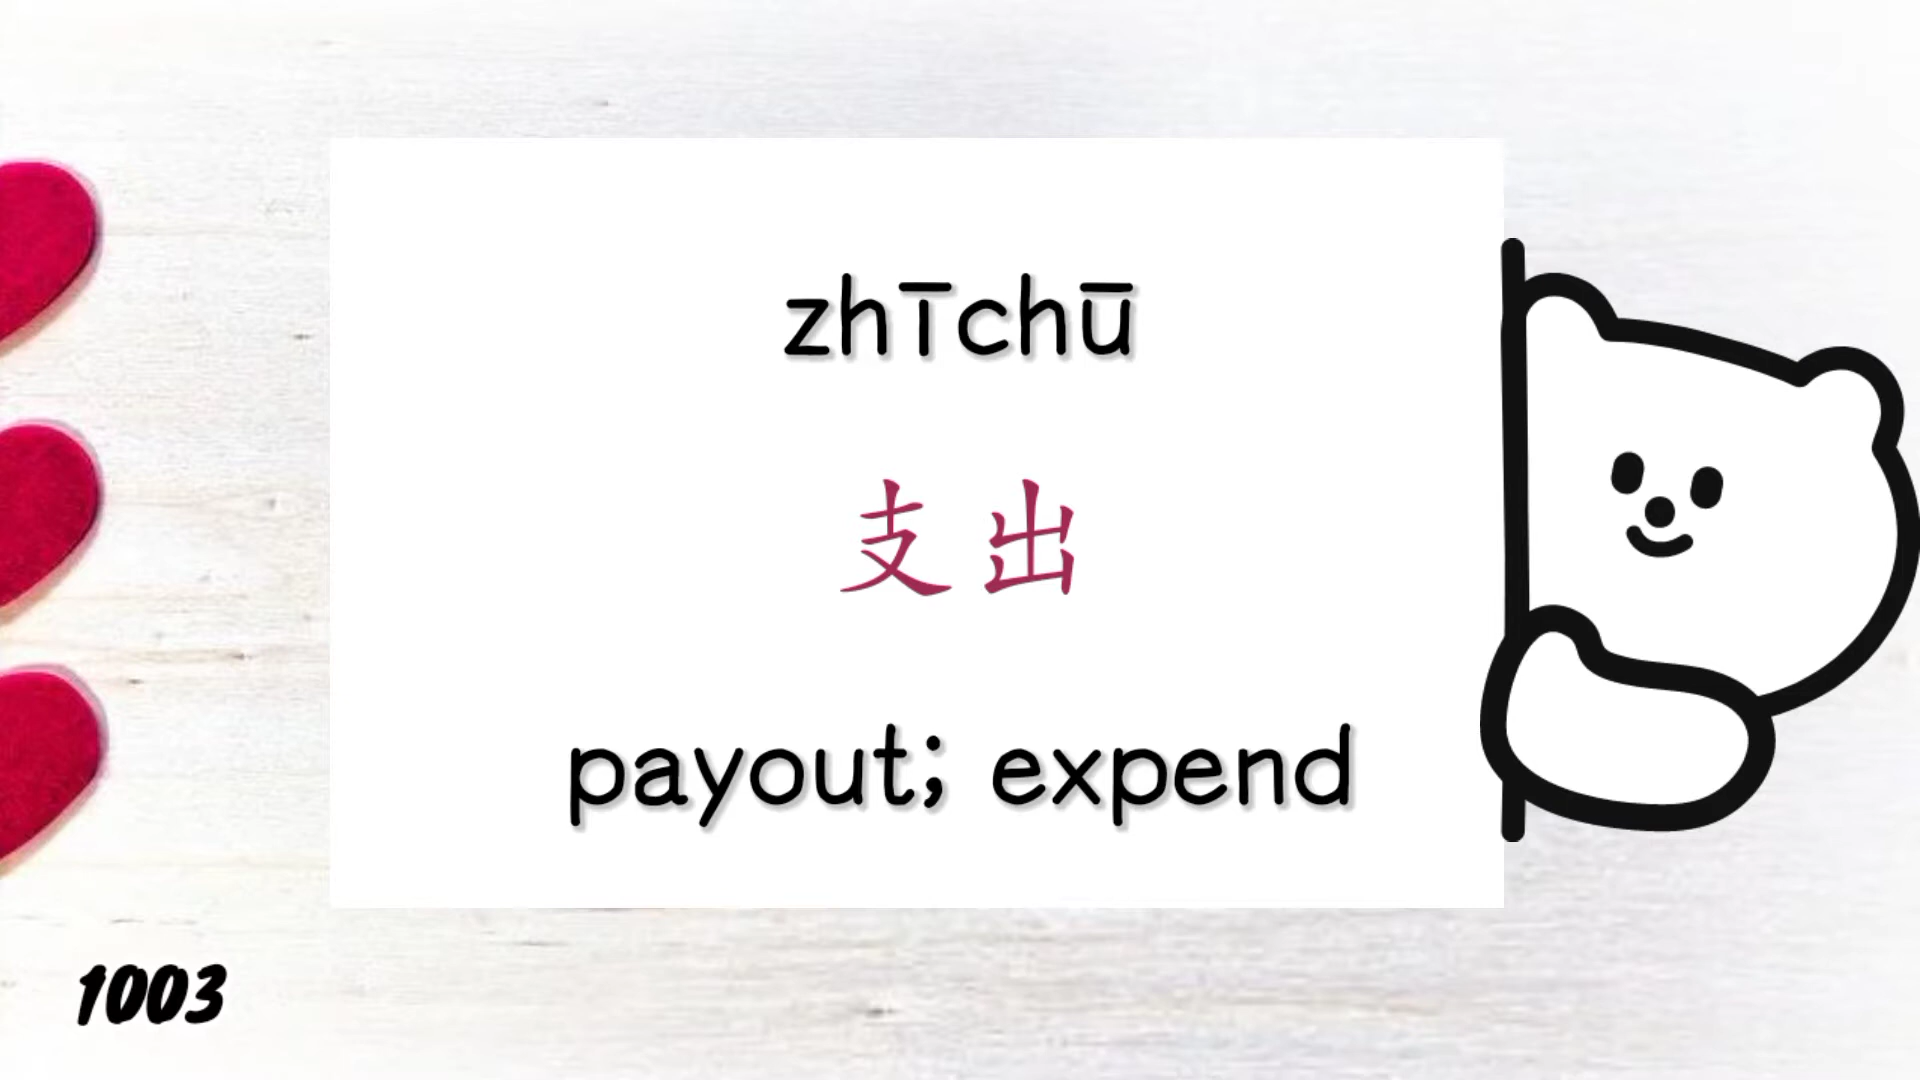 zhīchū
支出
payout; expend
1003